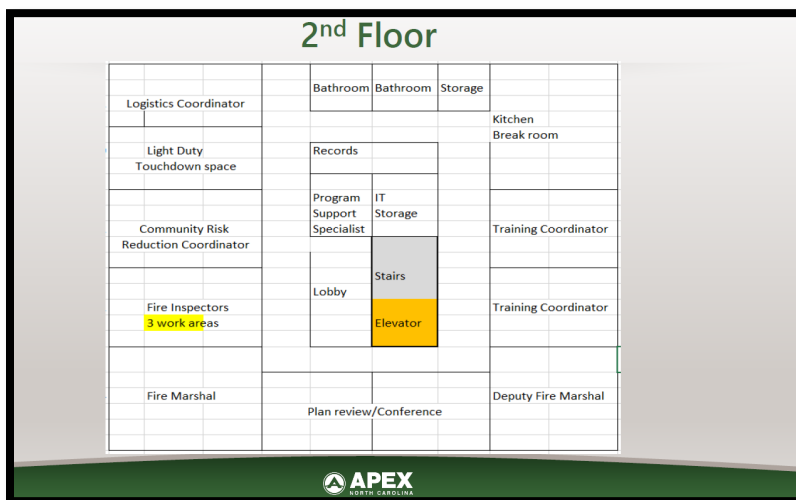 2nd Floor
Bathroom Bathroom Storage
Logistics Coordinator
Kitchen
Break room
Light Duty
Touchdown space
Records
Program
Support
Specialist
IT
Storage
Community Risk
Reduction Coordinator
Training Coordinator
Stairs
Lobby
Fire Inspectors
3 work areas
Elevator
Training Coordinator
Fire Marshal
Deputy Fire Marshal
Plan review/Conference
APEX
NORTH CAROLINA